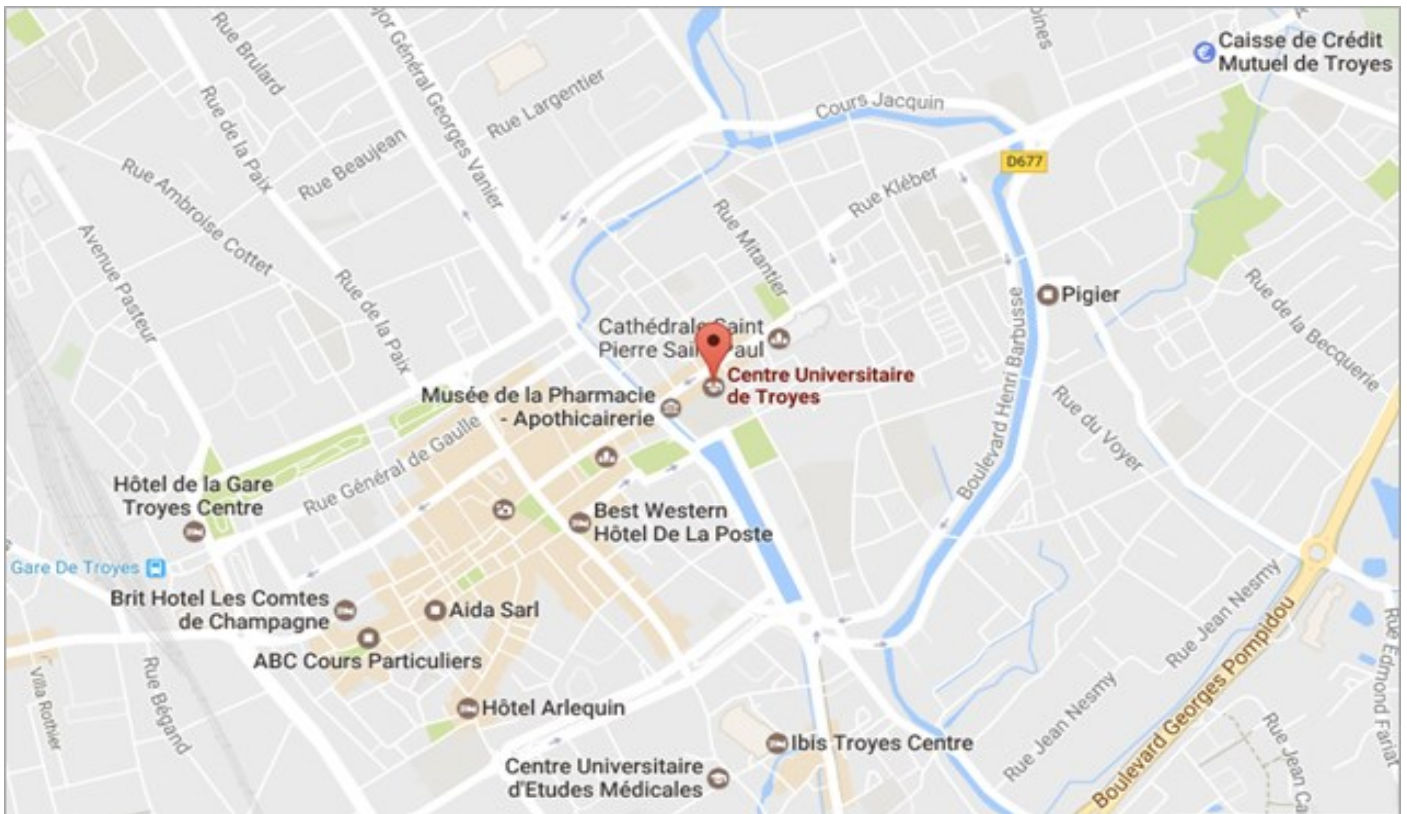 Caisse de Crédit
Mutuel de Troyes
Rue Brulard
Major Général Georges Vanier
Rue Largentier
Cours Jacquin
D677
Rue de la Paix
Rue Beaujean
Rue Kléber
Rue Ambroise Cottet
Rue Mitantier
Avenue Pasteur
Rue de la Paix
Pigier
Rue de la Becquerie
Boulevard Henri Barbusse
Cathédrale Saint
Pierre Saint Paul
Centre Universitaire
de Troyes
Musée de la Pharmacie
- Apothicairerie
Rue du Voyer
Rue Général de Gaulle
Hôtel de la Gare
Troyes Centre
Best Western
Hôtel De La Poste
Gare De Troyes
Brit Hotel Les Comtes
de Champagne
Aida Sarl
ABC Cours Particuliers
Rue Jean Nesmy
Boulevard Georges Pompidou
Rue Edmond Fariat
Villa Rothier
Rue Bégand
Hôtel Arlequin
Rue Jean Nesmy
Ibis Troyes Centre
Centre Universitaire
d'Etudes Médicales
Rue Jean Ca